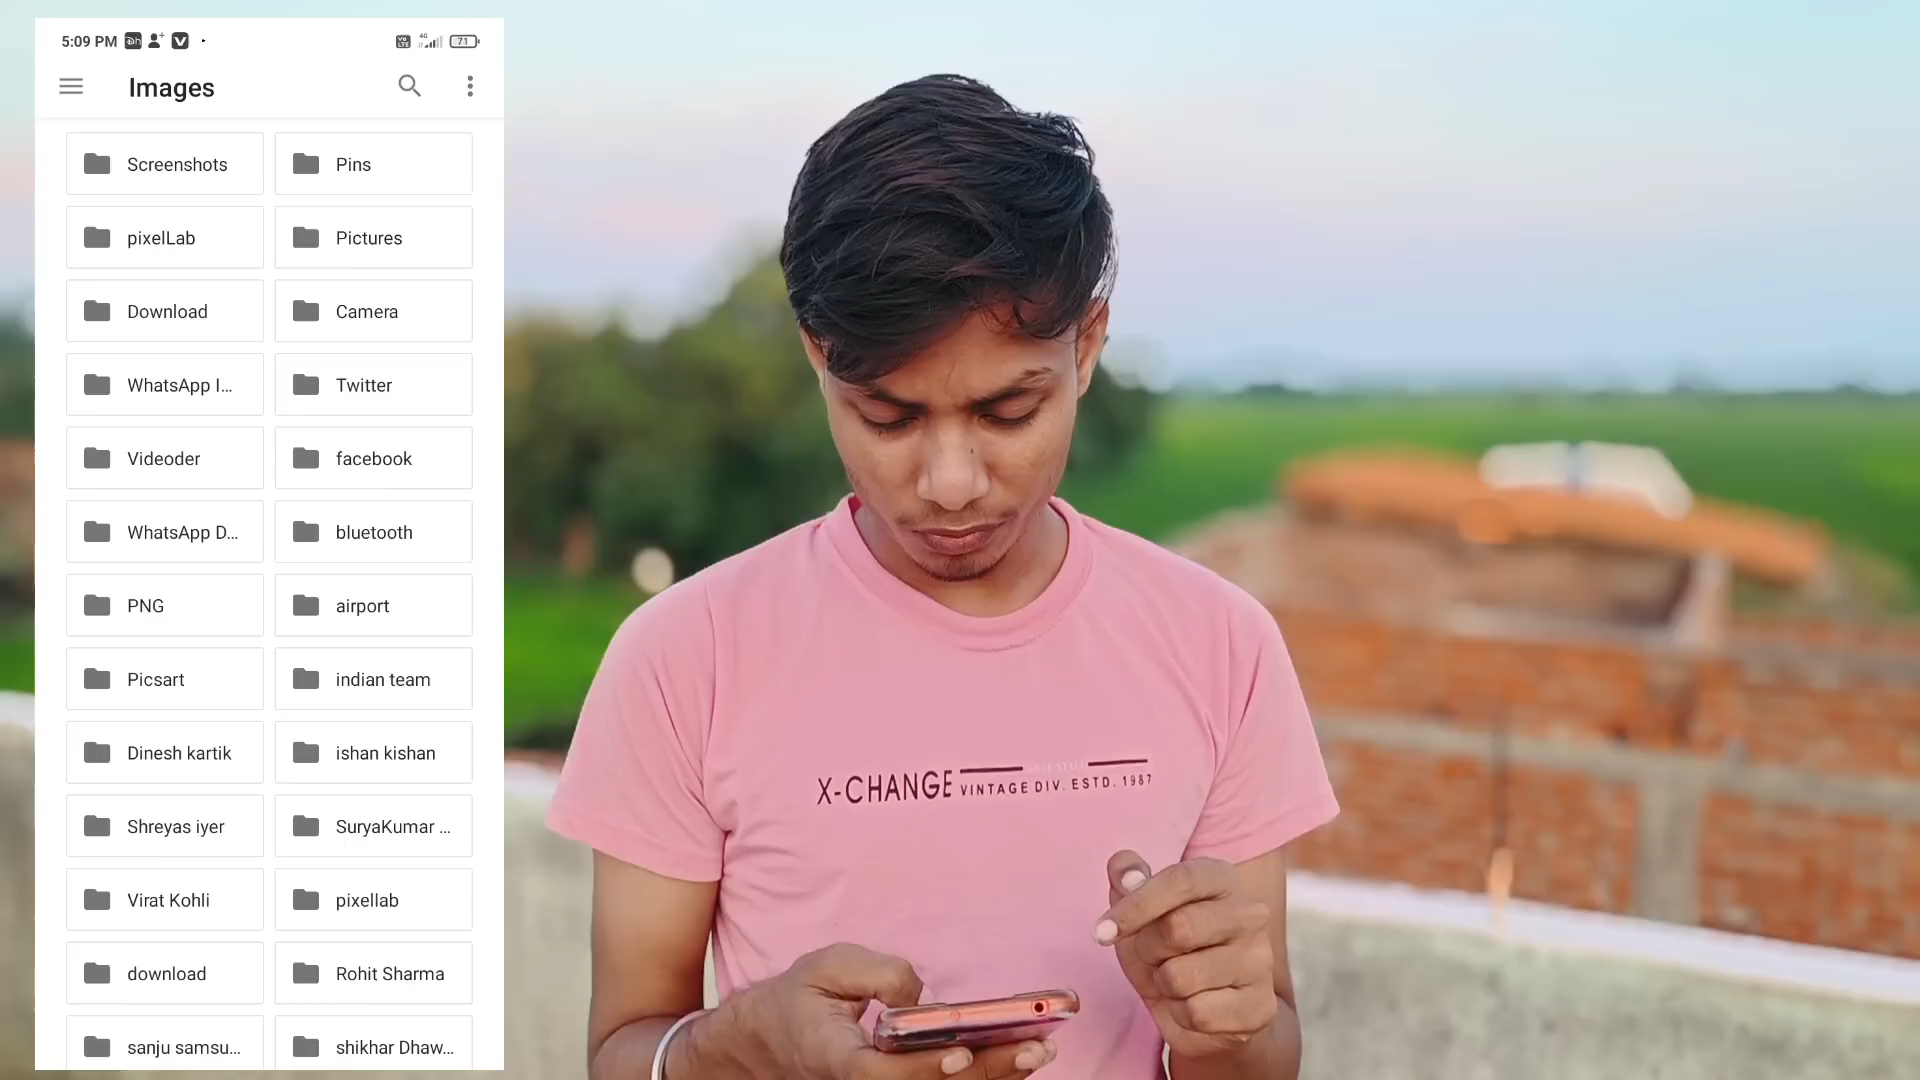 5:09 PM
Images
Screenshots
Pins
pixelLab
Pictures
Download
Camera
WhatsApp I...
Twitter
Videoder
facebook
WhatsApp D...
bluetooth
PNG
airport
Picsart
indian team
Dinesh kartik
ishan kishan
Shreyas iyer
SuryaKumar ...
Virat Kohli
pixellab
download
Rohit Sharma
sanju samsu...
shikhar Dhaw...
4G
71
X-CHANGE VINTAGE DIV. ESTD. 1987